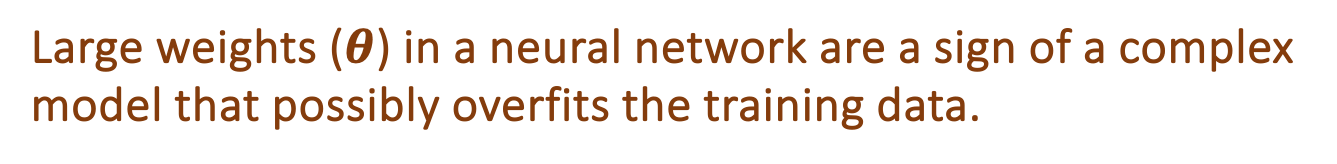 Large weights (θ) in a neural network are a sign of a complex
model that possibly overfits the training data.